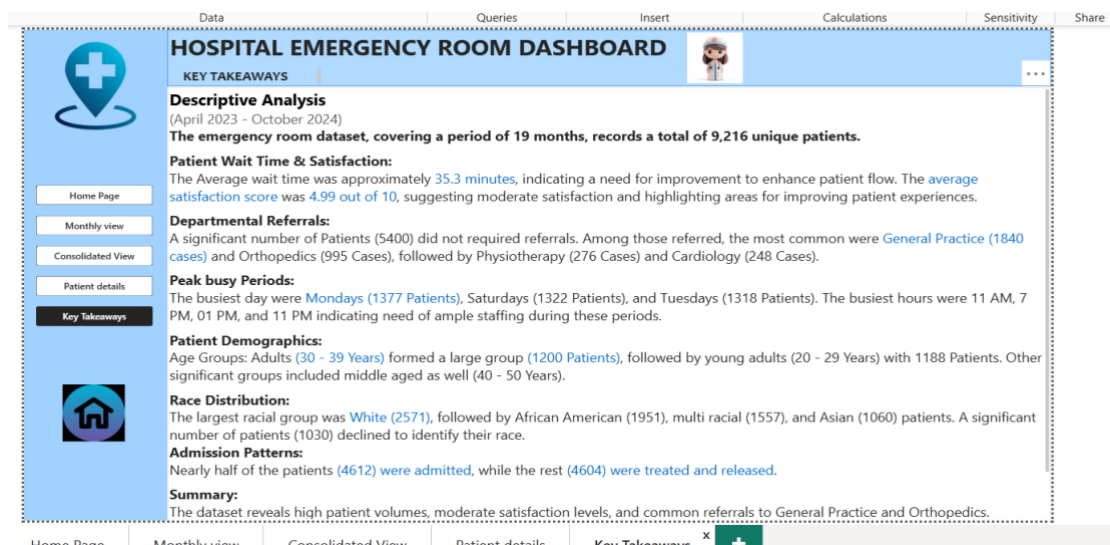 Data Queries Insert Calculations Sensitivity Share
HOSPITAL EMERGENCY ROOM DASHBOARD
KEY TAKEAWAYS
...
Home Page
Monthly view
Consolidated View
Patient details
Key Takeaways
Descriptive Analysis
(April 2023 - October 2024)
The emergency room dataset, covering a period of 19 months, records a total of 9,216 unique patients.
Patient Wait Time & Satisfaction:
The Average wait time was approximately 35.3 minutes, indicating a need for improvement to enhance patient flow. The average
satisfaction score was 4.99 out of 10, suggesting moderate satisfaction and highlighting areas for improving patient experiences.
Departmental Referrals:
A significant number of Patients (5400) did not required referrals. Among those referred, the most common were General Practice (1840
cases) and Orthopedics (995 Cases), followed by Physiotherapy (276 Cases) and Cardiology (248 Cases).
Peak busy Periods:
The busiest day were Mondays (1377 Patients), Saturdays (1322 Patients), and Tuesdays (1318 Patients). The busiest hours were 11 AM, 7
PM, 01 PM, and 11 PM indicating need of ample staffing during these periods.
Patient Demographics:
Age Groups: Adults (30 - 39 Years) formed a large group (1200 Patients), followed by young adults (20 - 29 Years) with 1188 Patients. Other
significant groups included middle aged as well (40 - 50 Years).
Race Distribution:
The largest racial group was White (2571), followed by African American (1951), multi racial (1557), and Asian (1060) patients. A significant
number of patients (1030) declined to identify their race.
Admission Patterns:
Nearly half of the patients (4612) were admitted, while the rest (4604) were treated and released.
Summary:
The dataset reveals high patient volumes, moderate satisfaction levels, and common referrals to General Practice and Orthopedics.
Home Page Monthly view Consolidated View Patient details Key Takeaways x +